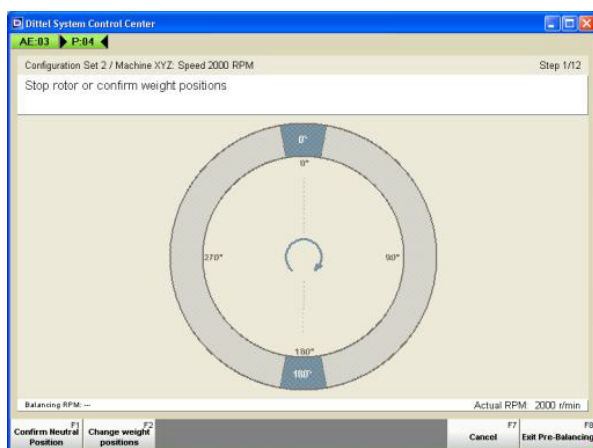 Dittel System Control Center
AE:03 P:04
Configuration Set 2 / Machine XYZ: Speed 2000 RPM Step 1/12
Stop rotor or confirm weight positions
0°
0°
270° 90°
180°
180°
Balancing RPM: -- Actual RPM: 2000 r/min
F1 F2 F7 F8
Confirm Neutral Position Change weight positions Cancel Exit Pre-Balancing